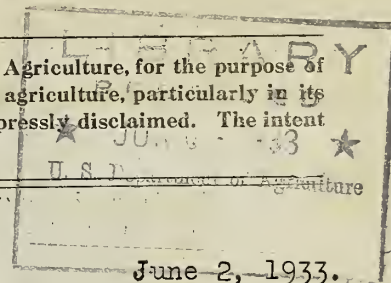 LIBRARY
Agriculture, for the purpose of
agriculture, particularly in its
pressly disclaimed. The intent
★ ★
U. S. Department of Agriculture
June 2, 1933.